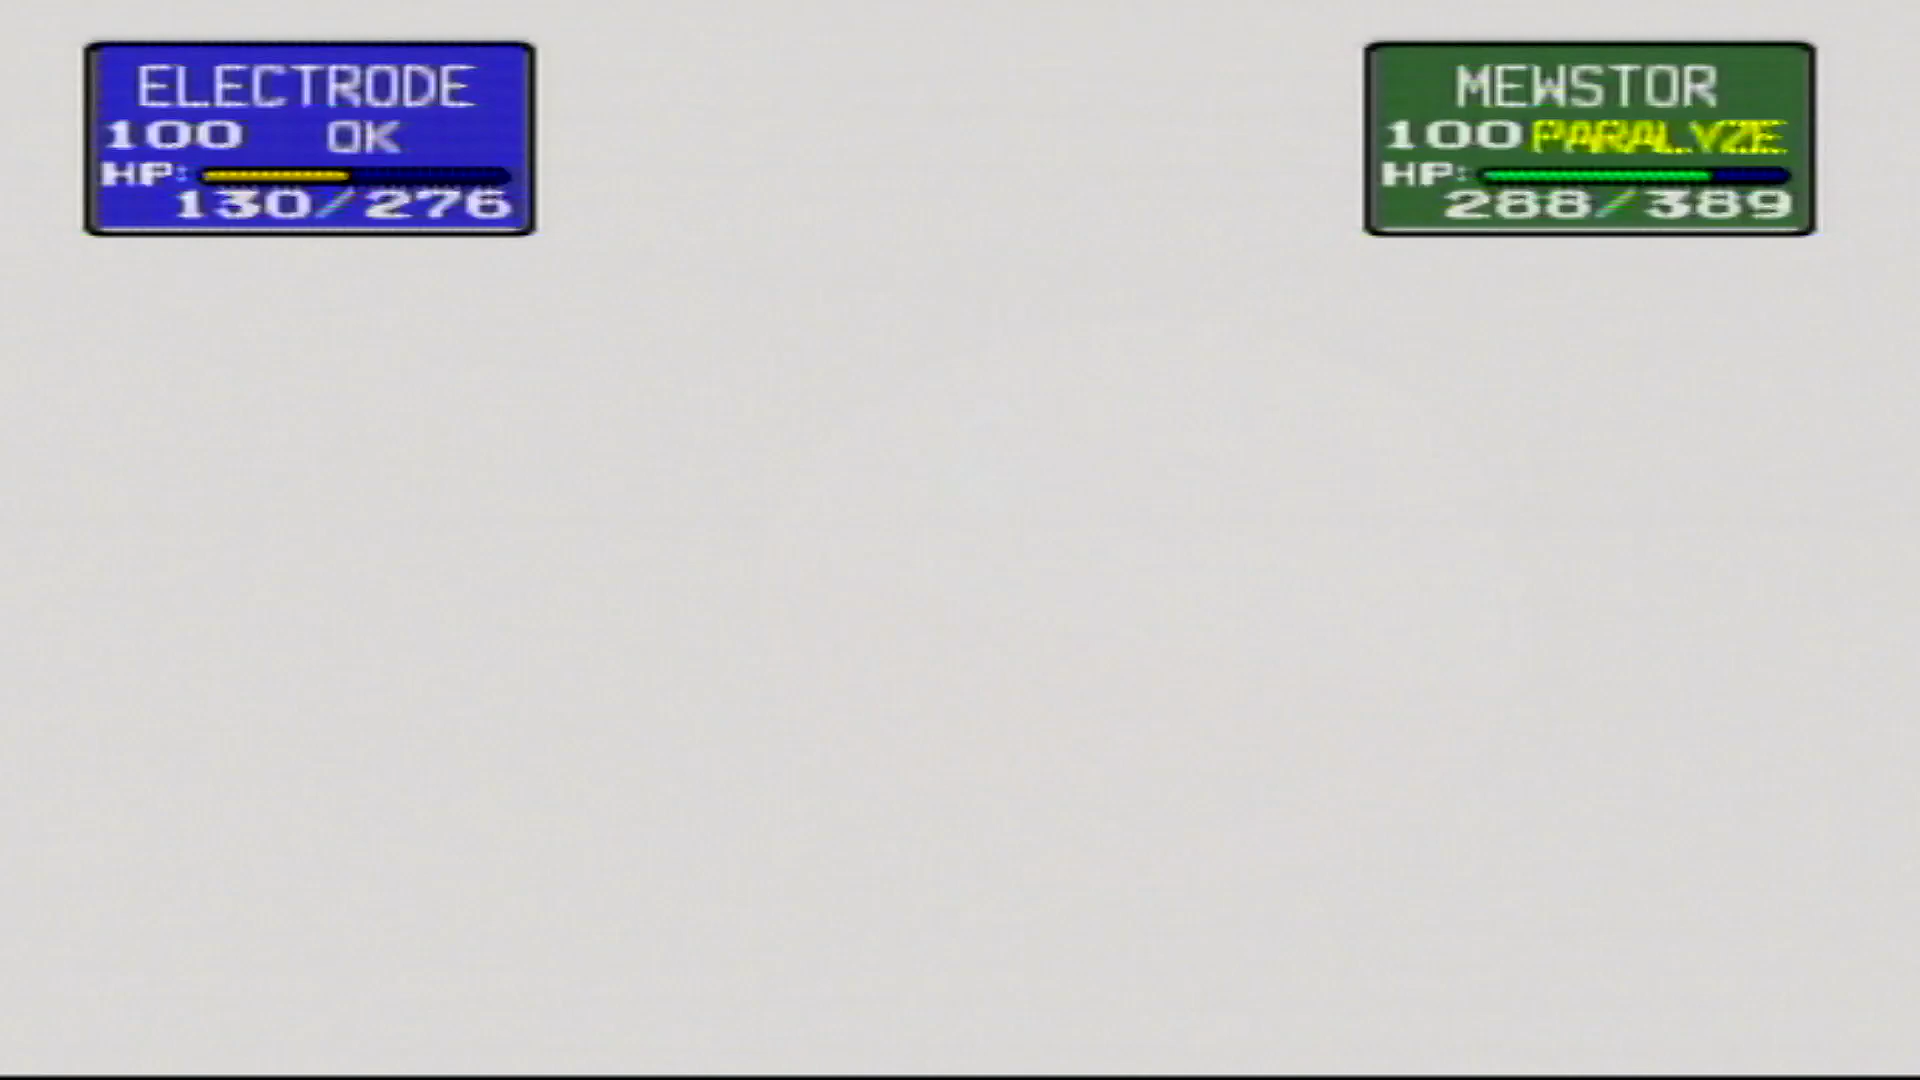 ELECTRODE
100 OK
HP:
130/276
MEWSTOR
100 PARALYZE
HP:
288/389